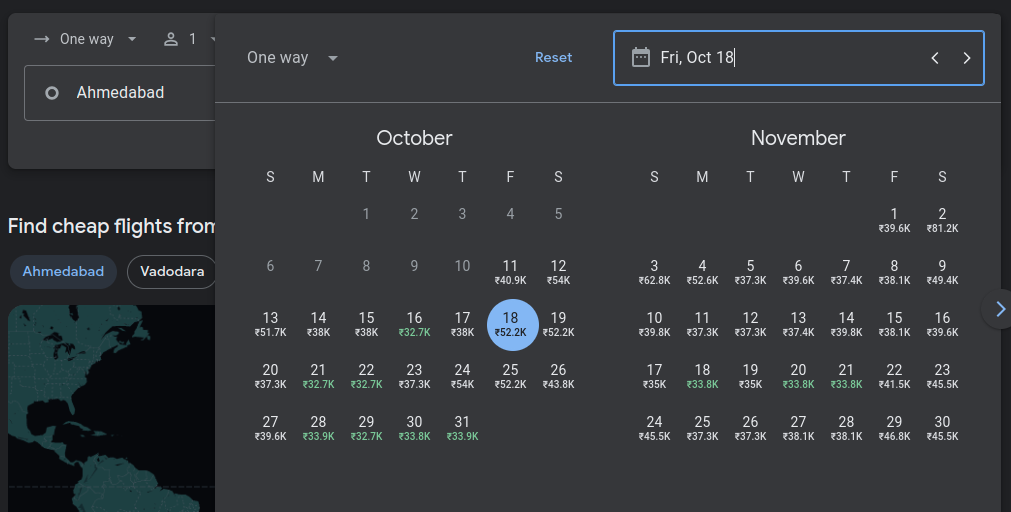 One way 1
Ahmedabad
Find cheap flights from
Ahmedabad Vadodara
One way Reset Fri, Oct 18
October
S M T W T F S
1 2 3 4 5
6 7 8 9 10 11 12
₹40.9K ₹54K
13 14 15 16 17 18 19
₹51.7K ₹38K ₹38K ₹32.7K ₹38K ₹52.2K ₹52.2K
20 21 22 23 24 25 26
₹37.3K ₹32.7K ₹32.7K ₹37.3K ₹54K ₹52.2K ₹43.8K
27 28 29 30 31
₹39.6K ₹33.9K ₹32.7K ₹33.8K ₹33.9K
November
S M T W T F S
1 2
₹39.6K ₹81.2K
3 4 5 6 7 8 9
₹62.8K ₹52.6K ₹37.3K ₹39.6K ₹37.4K ₹38.1K ₹49.4K
10 11 12 13 14 15 16
₹39.8K ₹37.3K ₹37.3K ₹37.4K ₹39.8K ₹38.1K ₹39.6K
17 18 19 20 21 22 23
₹35K ₹33.8K ₹35K ₹33.8K ₹33.8K ₹41.5K ₹45.5K
24 25 26 27 28 29 30
₹45.5K ₹37.3K ₹37.3K ₹38.1K ₹38.1K ₹46.8K ₹45.5K